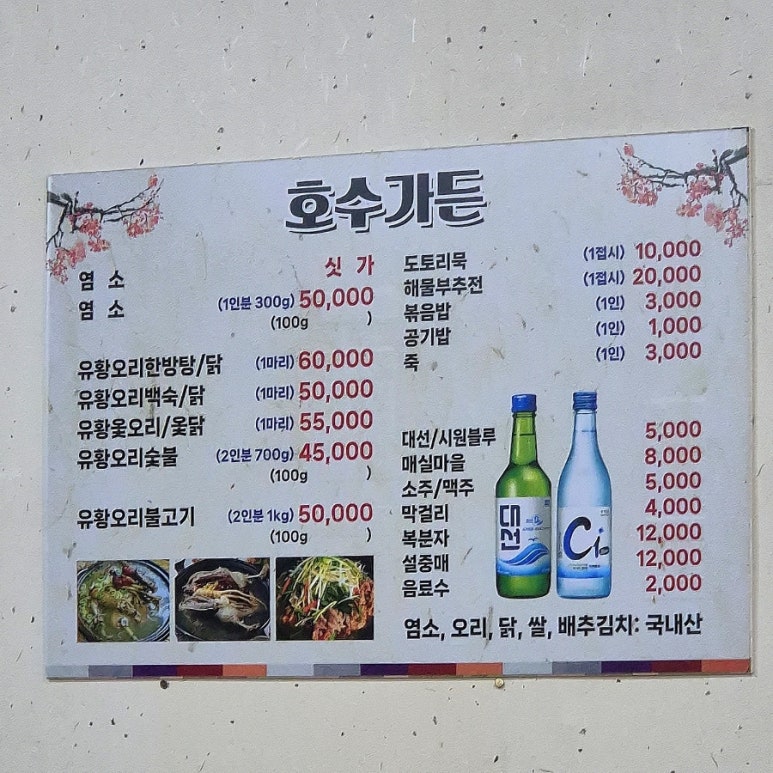 호수가든
염 소 싯 가
염 소 (1인분 300g) 50,000
(100g )
유황오리한방탕/닭 (1마리) 60,000
유황오리백숙/닭 (1마리) 50,000
유황옻오리/옻닭 (1마리) 55,000
유황오리숯불 (2인분 700g) 45,000
(100g )
유황오리불고기 (2인분 1kg) 50,000
(100g )
도토리묵 (1접시) 10,000
해물부추전 (1접시) 20,000
볶음밥 (1인) 3,000
공기밥 (1인) 1,000
죽 (1인) 3,000
대선/시원블루 5,000
매실마을 8,000
소주/맥주 5,000
막걸리 4,000
복분자 12,000
설중매 12,000
음료수 2,000
대선
C1
염소, 오리, 닭, 쌀, 배추김치: 국내산